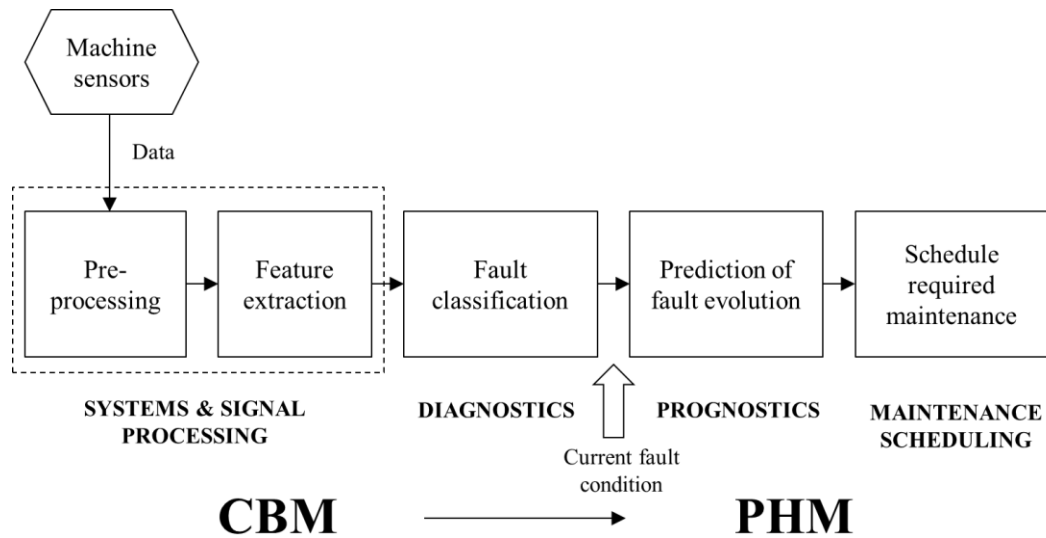 Machine
sensors
Data
Pre-
processing
Feature
extraction
Fault
classification
Prediction of
fault evolution
Schedule
required
maintenance
SYSTEMS & SIGNAL
PROCESSING
DIAGNOSTICS
PROGNOSTICS
MAINTENANCE
SCHEDULING
Current fault
condition
CBM
PHM